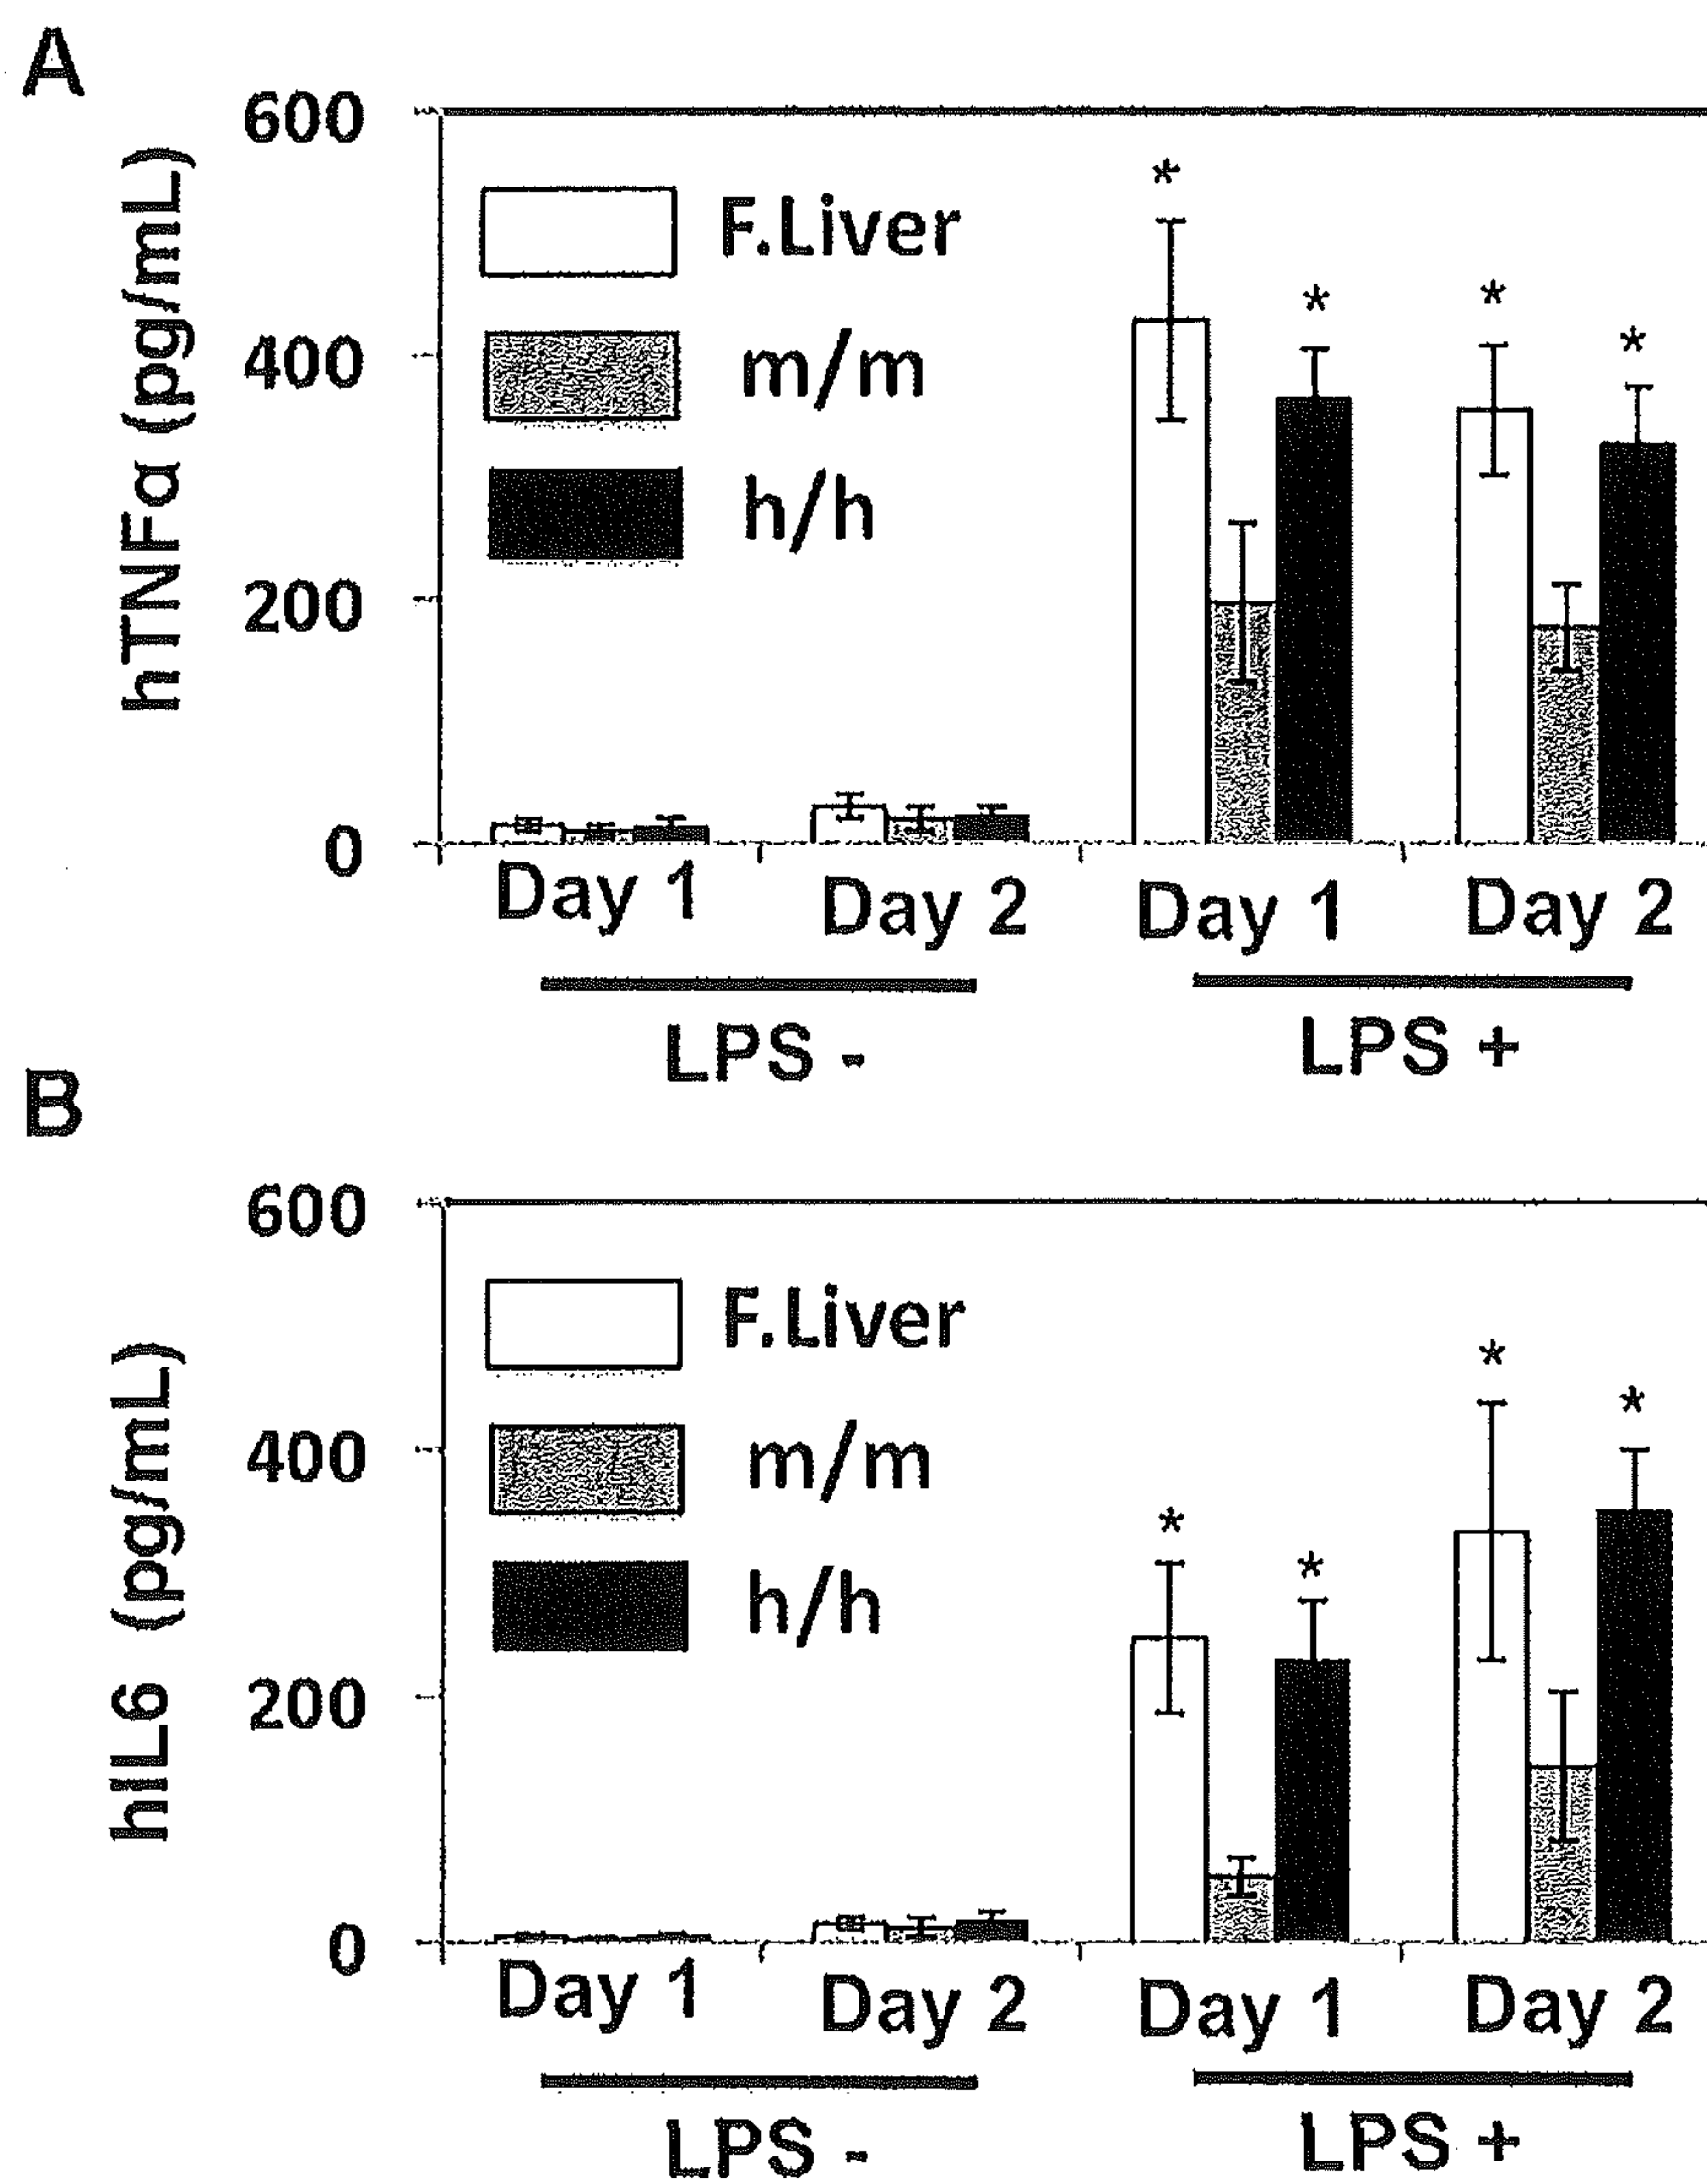 A
600
400
200
0
hTNFα (pg/mL)
F.Liver
m/m
h/h
*
*
*
*
Day 1 Day 2 Day 1 Day 2
LPS - LPS +
B
600
400
200
0
hIL6 (pg/mL)
F.Liver
m/m
h/h
*
*
*
*
Day 1 Day 2 Day 1 Day 2
LPS - LPS +